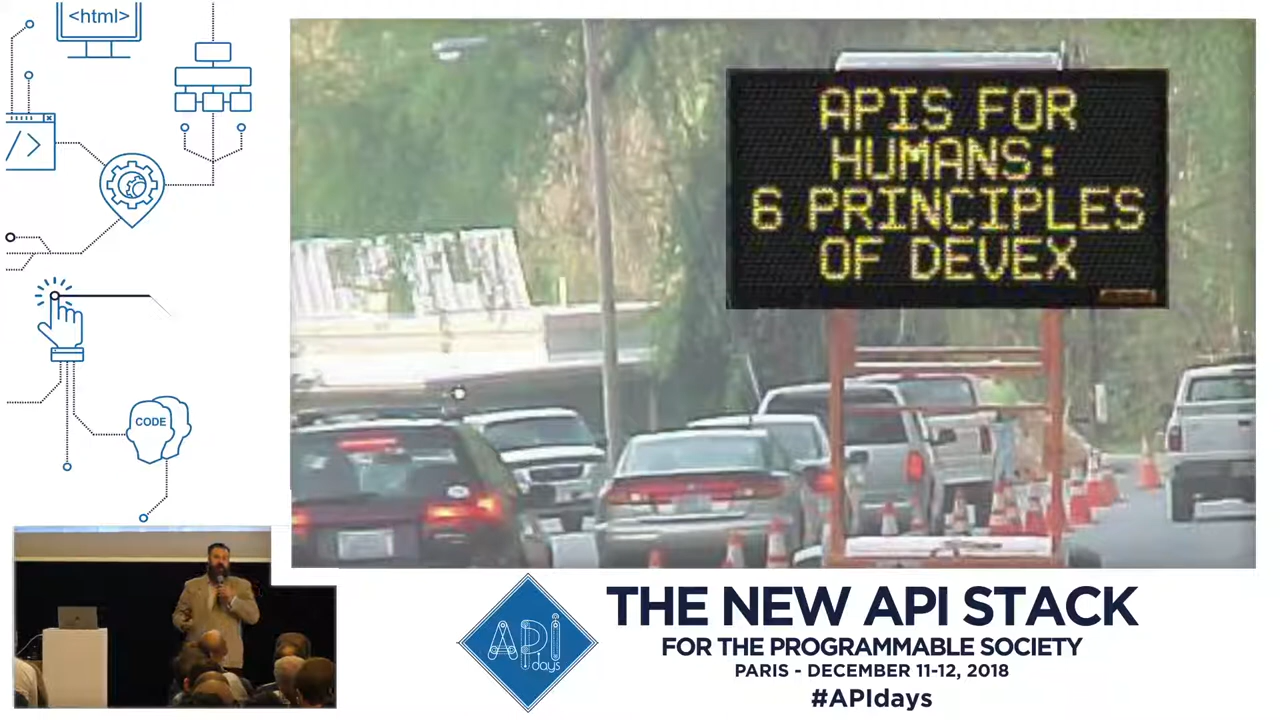 <html>
</>
CODE
APIS FOR
HUMANS:
6 PRINCIPLES
OF DEVEX
API
days
THE NEW API STACK
FOR THE PROGRAMMABLE SOCIETY
PARIS - DECEMBER 11-12, 2018
#APIdays